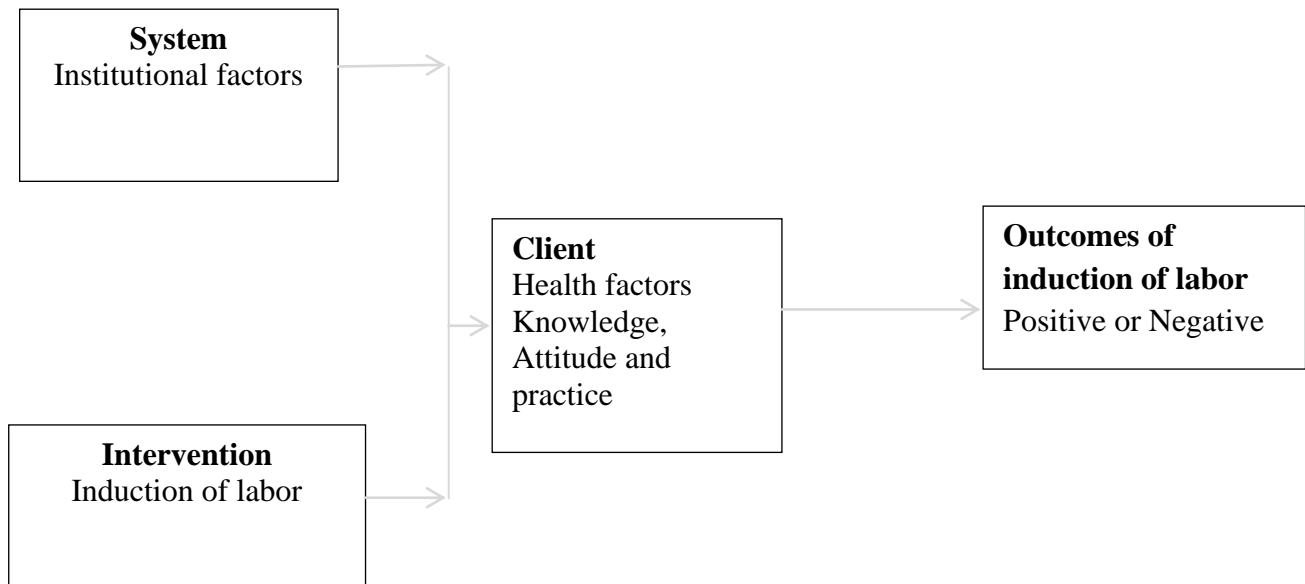 System
Institutional factors
Client
Health factors
Knowledge,
Attitude and
practice
Outcomes of
induction of labor
Positive or Negative
Intervention
Induction of labor